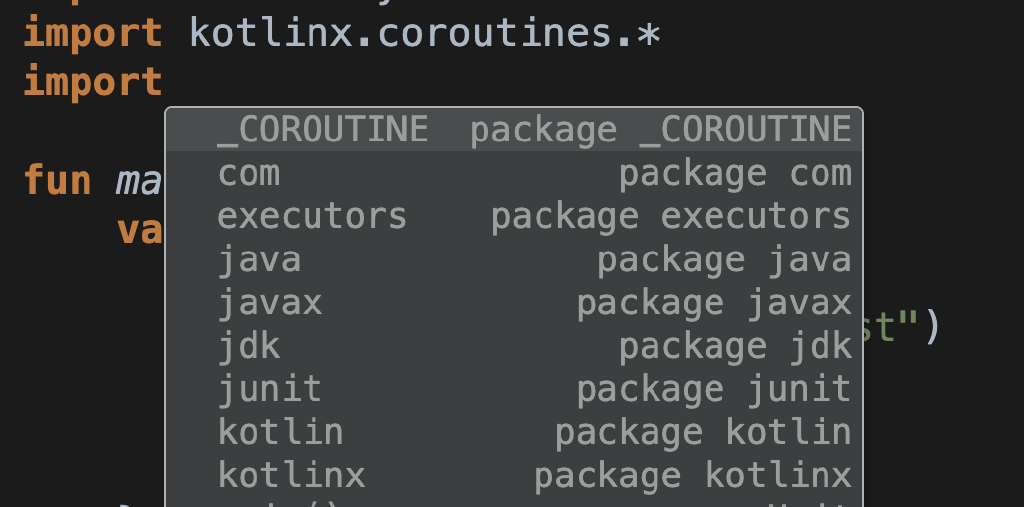 import kotlinx.coroutines.*
import
_COROUTINE package _COROUTINE
com package com
fun ma
executors package executors
va
java package java
javax package javax
st")
jdk package jdk
junit package junit
kotlin package kotlin
kotlinx package kotlinx